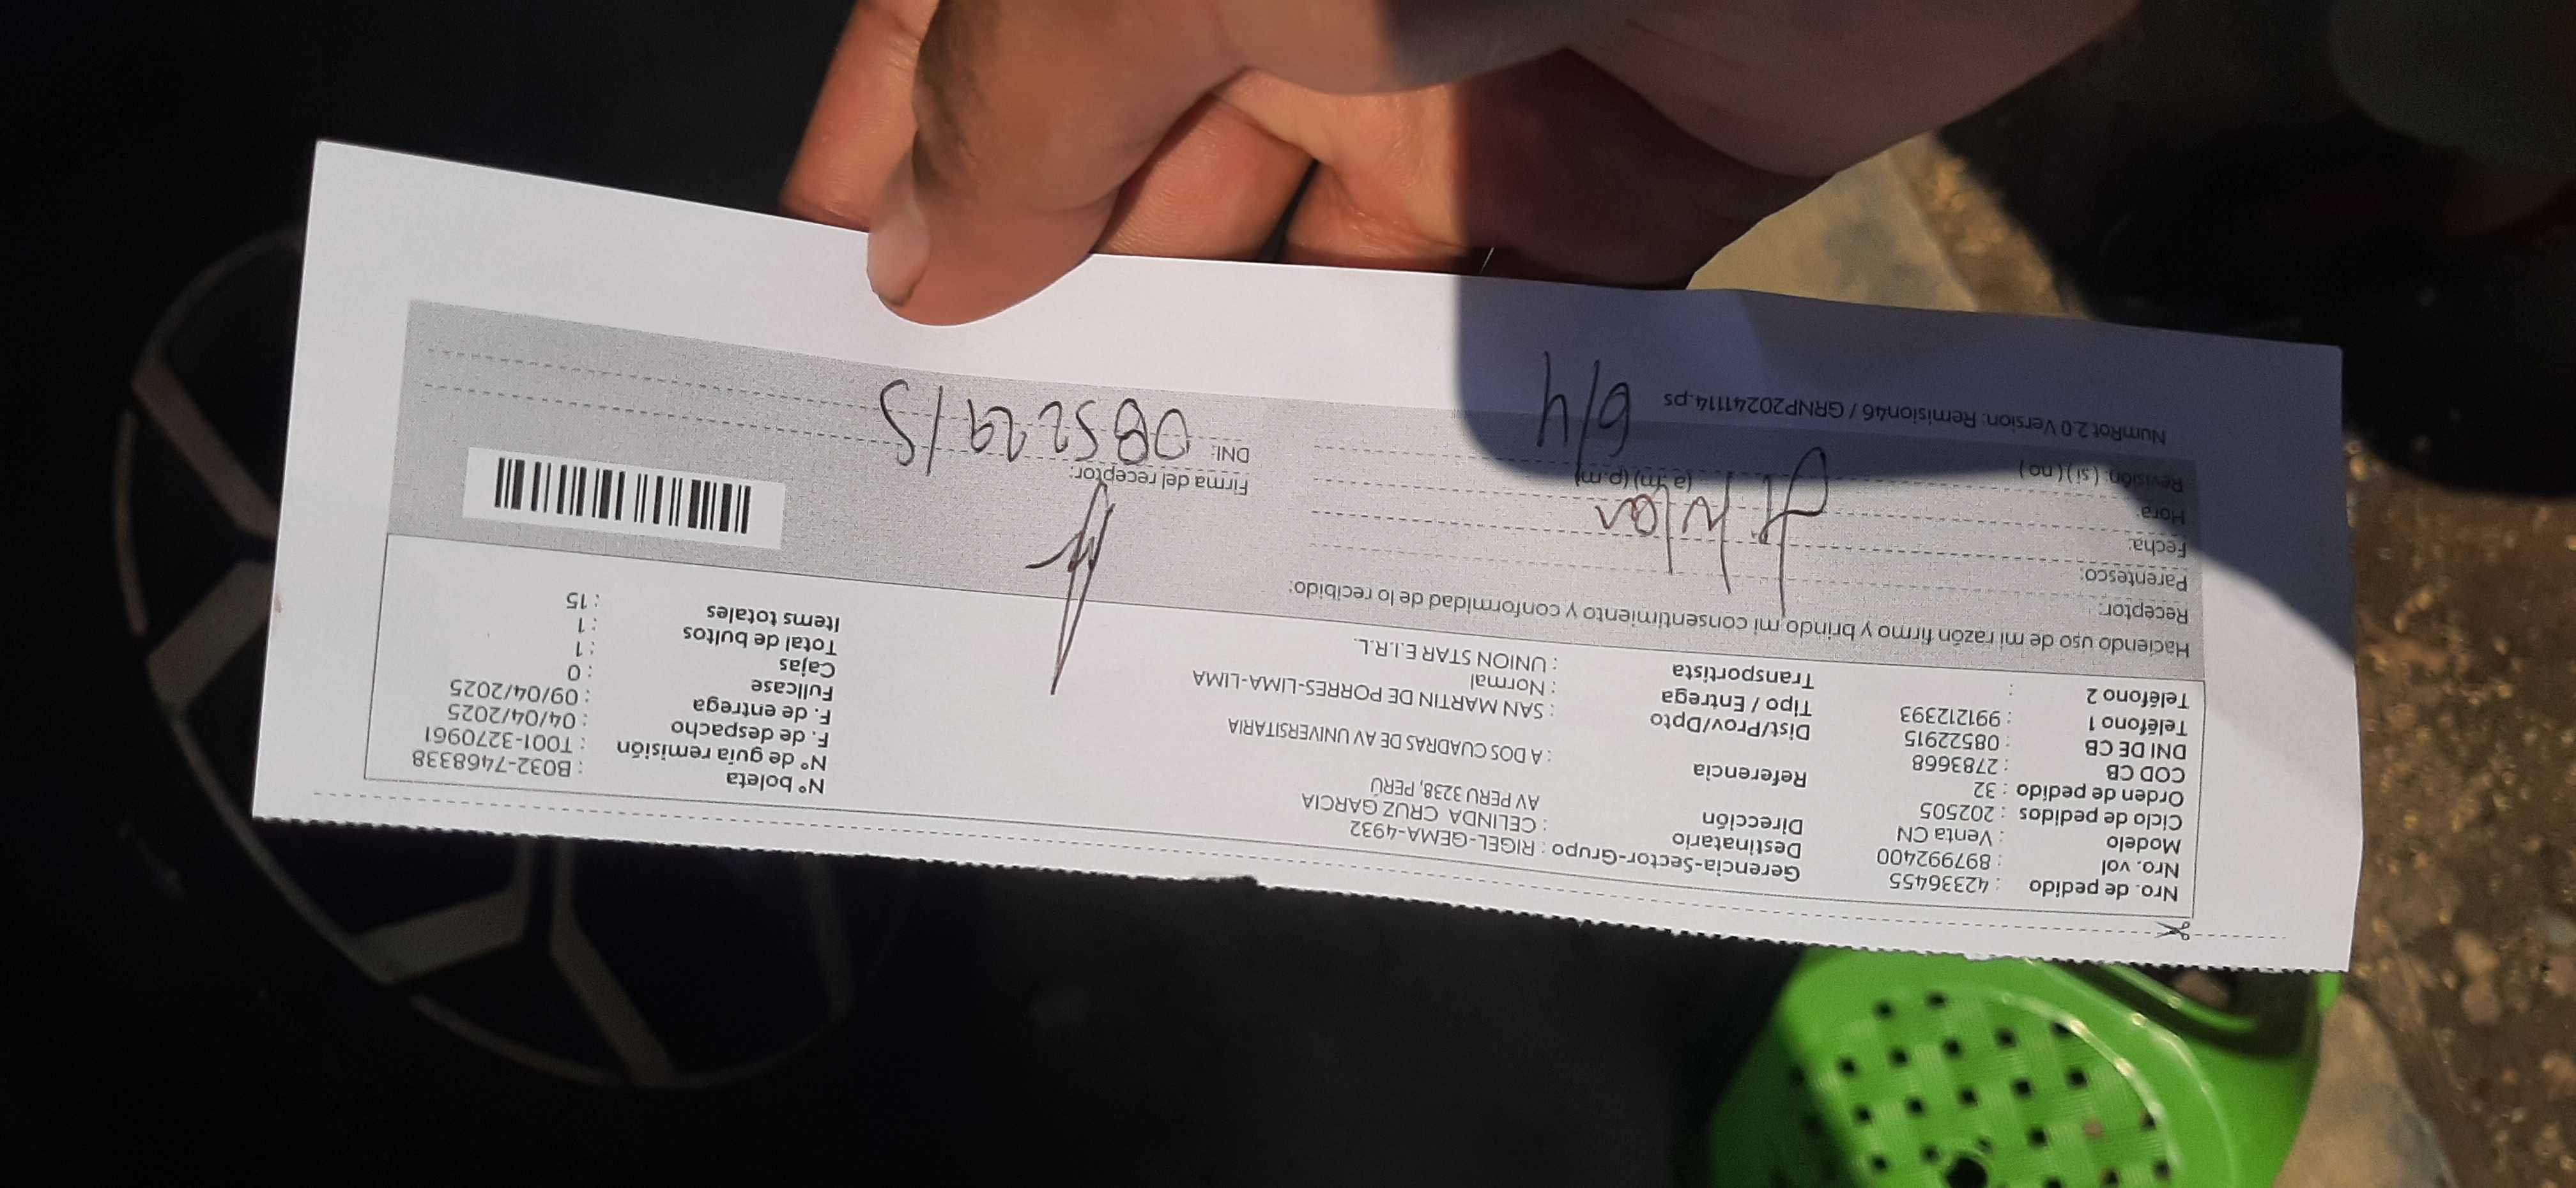 Nro. de pedido : 42336455
Nro. vol : 897992400
Modelo : Venta CN
Ciclo de pedidos : 202505
Orden de pedido : 32
COD CB : 2783668
DNI DE CB : 08522915
Teléfono 1 : 991212393
Teléfono 2 :
Gerencia-Sector-Grupo : RIGEL-GEMA-4932
Destinatario : CELINDA CRUZ GARCIA
Dirección
AV PERU 3238, PERÚ
Referencia : A DOS CUADRAS DE AV UNIVERSITARIA
Dist/Prov/Dpto : SAN MARTIN DE PORRES-LIMA-LIMA
Tipo / Entrega : Normal
Transportista : UNION STAR E.I.R.L.
N° boleta : B032-7468338
N° de guia remisión : T001-3270961
F. de despacho : 04/04/2025
F. de entrega : 09/04/2025
Fullcase : 0
Cajas : 1
Total de bultos : 1
Items totales : 15
Haciendo uso de mi razón firmo y brindo mi consentimiento y conformidad de lo recibido:
Receptor:
Parentesco:
Fecha:
Hora: (a.m) (p.m)
Revisión: ( si ) ( no )
Firma del receptor:
DNI: 08522915
NumRot 2.0 Version: Remision46 / GRNP20241114.ps